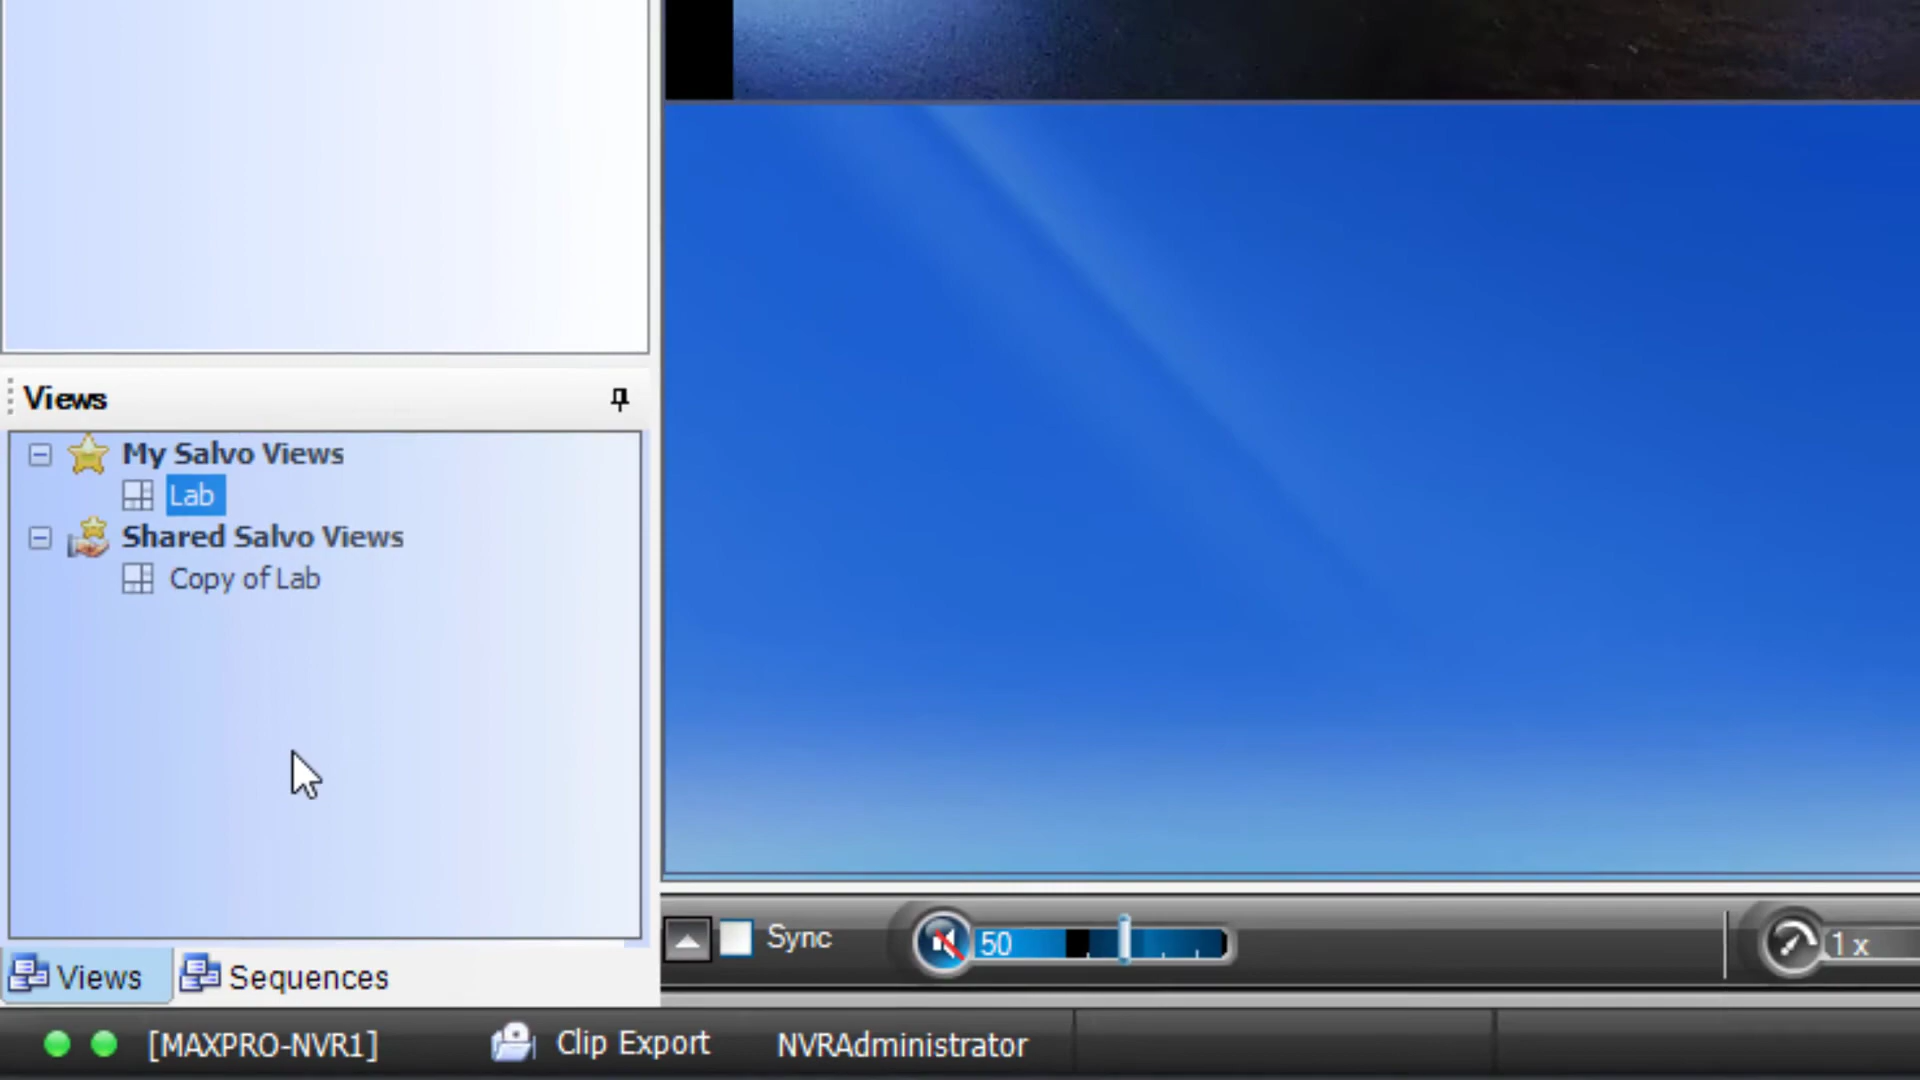 Views
My Salvo Views
Lab
Shared Salvo Views
Copy of Lab
Views
Sequences
Sync
50
1 x
[MAXPRO-NVR1]
Clip Export
NVRAdministrator